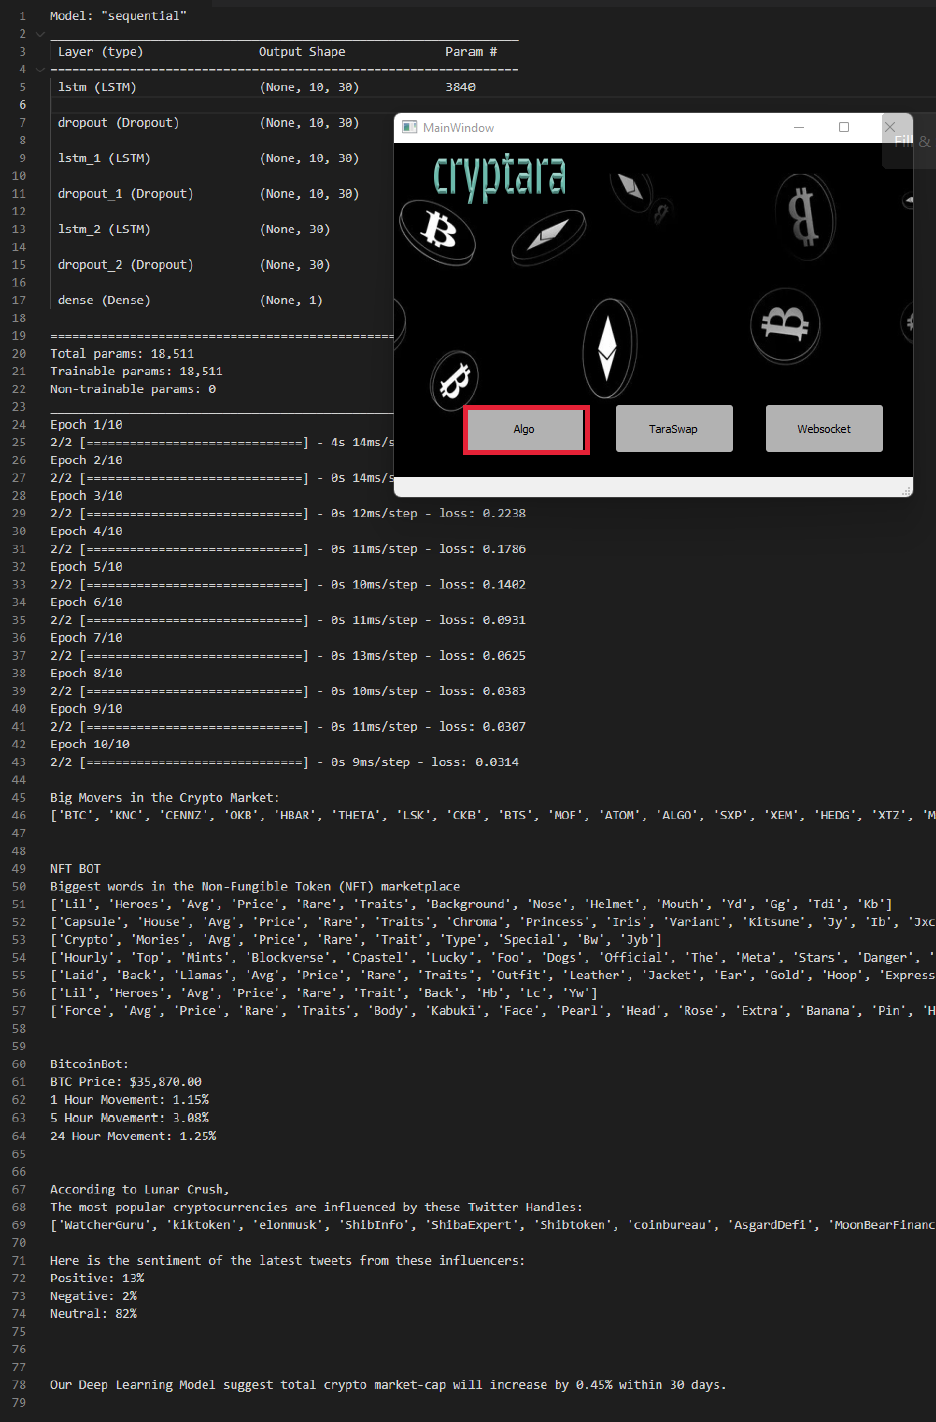 1 Model: "sequential"
2
3 Layer (type) Output Shape Param #
4
5 lstm (LSTM) (None, 10, 30) 3840
6
7 dropout (Dropout) (None, 10, 30)
8
9 lstm_1 (LSTM) (None, 10, 30)
10
11 dropout_1 (Dropout) (None, 10, 30)
12
13 lstm_2 (LSTM) (None, 30)
14
15 dropout_2 (Dropout) (None, 30)
16
17 dense (Dense) (None, 1)
18
19 ================================================
20 Total params: 18,511
21 Trainable params: 18,511
22 Non-trainable params: 0
23
24 Epoch 1/10
25 2/2 [==============================] - 4s 14ms/s
26 Epoch 2/10
27 2/2 [==============================] - 0s 14ms/s
28 Epoch 3/10
29 2/2 [==============================] - 0s 12ms/step - loss: 0.2238
30 Epoch 4/10
31 2/2 [==============================] - 0s 11ms/step - loss: 0.1786
32 Epoch 5/10
33 2/2 [==============================] - 0s 10ms/step - loss: 0.1402
34 Epoch 6/10
35 2/2 [==============================] - 0s 11ms/step - loss: 0.0931
36 Epoch 7/10
37 2/2 [==============================] - 0s 13ms/step - loss: 0.0625
38 Epoch 8/10
39 2/2 [==============================] - 0s 10ms/step - loss: 0.0383
40 Epoch 9/10
41 2/2 [==============================] - 0s 11ms/step - loss: 0.0307
42 Epoch 10/10
43 2/2 [==============================] - 0s 9ms/step - loss: 0.0314
44
45 Big Movers in the Crypto Market:
46 ['BTC', 'KNC', 'CENNZ', 'OKB', 'HBAR', 'THETA', 'LSK', 'CKB', 'BTS', 'MOF', 'ATOM', 'ALGO', 'SXP', 'XEM', 'HEDG', 'XTZ', 'M
47
48
49 NFT BOT
50 Biggest words in the Non-Fungible Token (NFT) marketplace
51 ['Lil', 'Heroes', 'Avg', 'Price', 'Rare', 'Traits', 'Background', 'Nose', 'Helmet', 'Mouth', 'Yd', 'Gg', 'Tdi', 'Kb']
52 ['Capsule', 'House', 'Avg', 'Price', 'Rare', 'Traits', 'Chroma', 'Princess', 'Iris', 'Variant', 'Kitsune', 'Jy', 'Ib', 'Jxc
53 ['Crypto', 'Mories', 'Avg', 'Price', 'Rare', 'Trait', 'Type', 'Special', 'Bw', 'Jyb']
54 ['Hourly', 'Top', 'Mints', 'Blockverse', 'Cpastel', 'Lucky', 'Foo', 'Dogs', 'Official', 'The', 'Meta', 'Stars', 'Danger', '
55 ['Laid', 'Back', 'Llamas', 'Avg', 'Price', 'Rare', 'Traits', 'Outfit', 'Leather', 'Jacket', 'Ear', 'Gold', 'Hoop', 'Express
56 ['Lil', 'Heroes', 'Avg', 'Price', 'Rare', 'Trait', 'Back', 'Hb', 'Lc', 'Yw']
57 ['Force', 'Avg', 'Price', 'Rare', 'Traits', 'Body', 'Kabuki', 'Face', 'Pearl', 'Head', 'Rose', 'Extra', 'Banana', 'Pin', 'H
58
59
60 BitcoinBot:
61 BTC Price: $35,870.00
62 1 Hour Movement: 1.15%
63 5 Hour Movement: 3.08%
64 24 Hour Movement: 1.25%
65
66
67 According to Lunar Crush,
68 The most popular cryptocurrencies are influenced by these Twitter Handles:
69 ['WatcherGuru', 'kiktoken', 'elonmusk', 'ShibInfo', 'ShibaExpert', 'Shibtoken', 'coinbureau', 'AsgardDefi', 'MoonBearFinanc
70
71 Here is the sentiment of the latest tweets from these influencers:
72 Positive: 13%
73 Negative: 2%
74 Neutral: 82%
75
76
77
78 Our Deep Learning Model suggest total crypto market-cap will increase by 0.45% within 30 days.
79
MainWindow
Fill &
cryptara
Algo TaraSwap Websocket